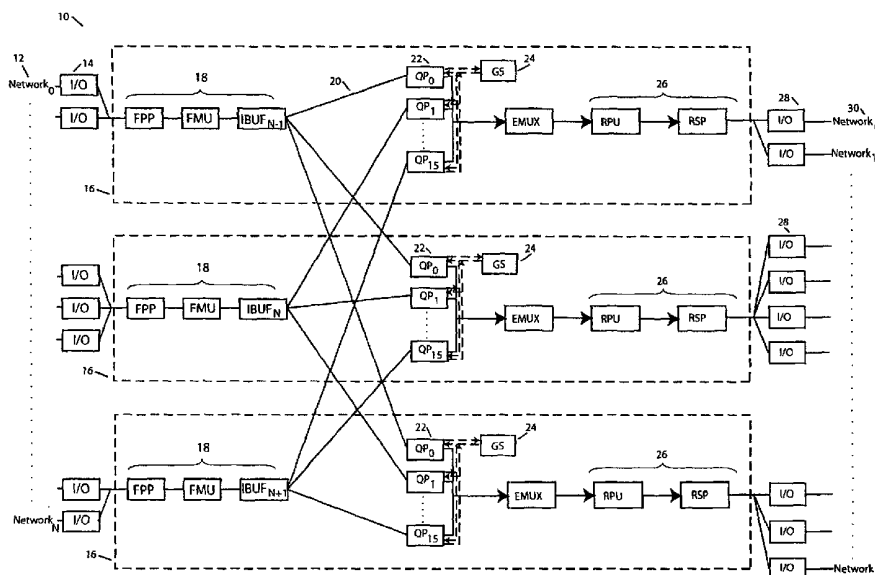 10
12
14
Network0
I/O
I/O
18
20
22
24
26
28
30
FPP
FMU
IBUFN-1
QP0
QP1
QP15
GS
EMUX
RPU
RSP
I/O
I/O
Network
Network1
16
I/O
I/O
I/O
18
22
24
26
28
FPP
FMU
IBUFN
QP0
QP1
QP15
GS
EMUX
RPU
RSP
I/O
I/O
I/O
I/O
16
I/O
NetworkN
I/O
18
22
24
26
FPP
FMU
IBUFN+1
QP0
QP1
QP15
GS
EMUX
RPU
RSP
I/O
I/O
I/O
Network
16